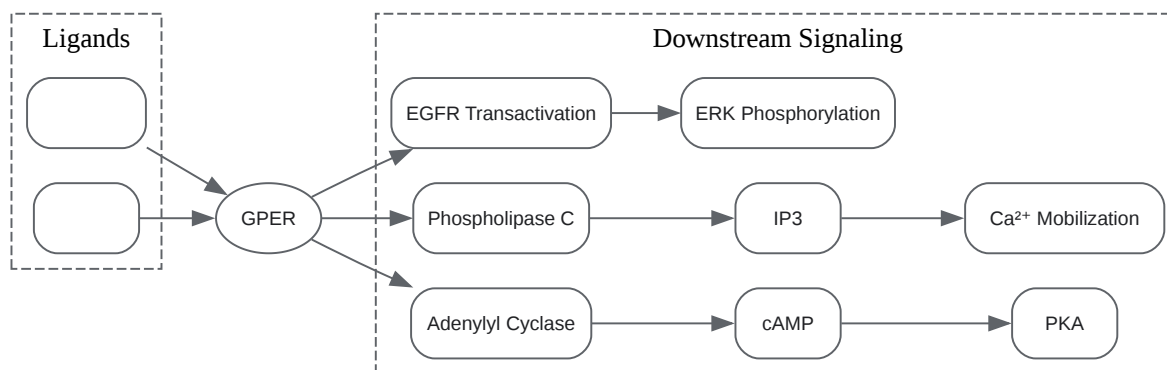 Ligands
Downstream Signaling
EGFR Transactivation
ERK Phosphorylation
GPER
Phospholipase C
IP3
Ca²⁺ Mobilization
Adenylyl Cyclase
cAMP
PKA